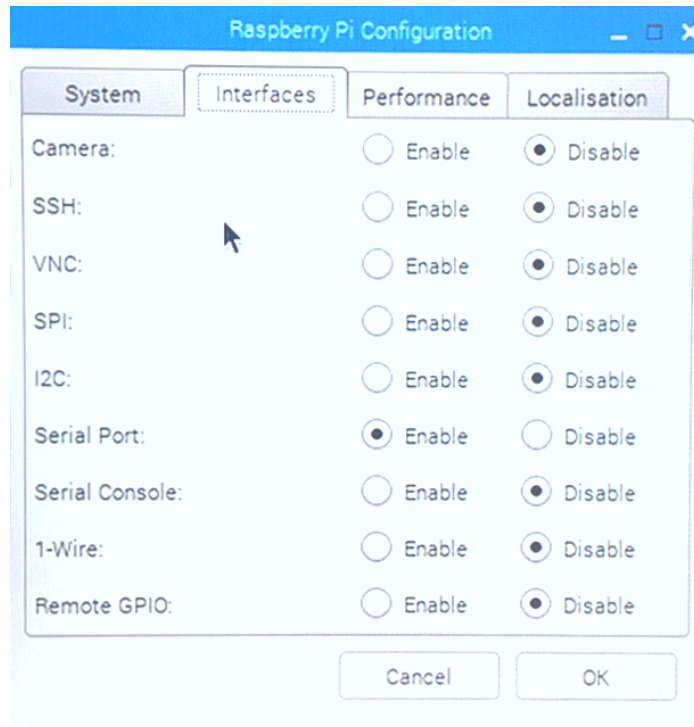 Raspberry Pi Configuration
System Interfaces Performance Localisation
Camera: Enable Disable
SSH: Enable Disable
VNC: Enable Disable
SPI: Enable Disable
I2C: Enable Disable
Serial Port: Enable Disable
Serial Console: Enable Disable
1-Wire: Enable Disable
Remote GPIO: Enable Disable
Cancel OK